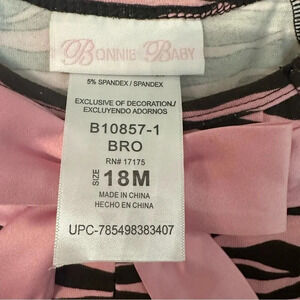 Bonnie Baby
5% SPANDEX / SPANDEX
EXCLUSIVE OF DECORATION/
EXCLUYENDO ADORNOS
B10857-1
BRO
RN# 17175
SIZE 18M
MADE IN CHINA
HECHO EN CHINA
UPC-785498383407